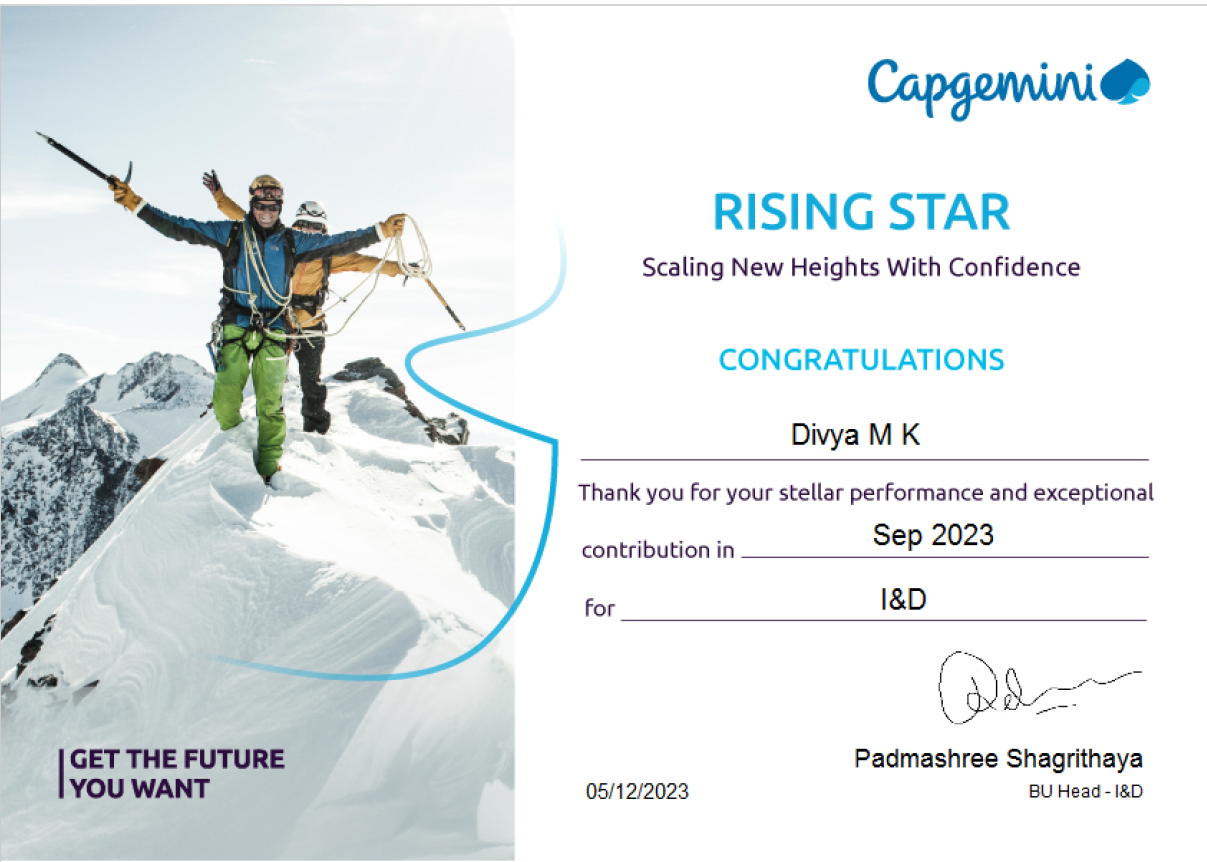 Capgemini
RISING STAR
Scaling New Heights With Confidence
CONGRATULATIONS
Divya M K
Thank you for your stellar performance and exceptional
contribution in Sep 2023
for I&D
Padmashree Shagrithaya
BU Head - I&D
05/12/2023
GET THE FUTURE
YOU WANT